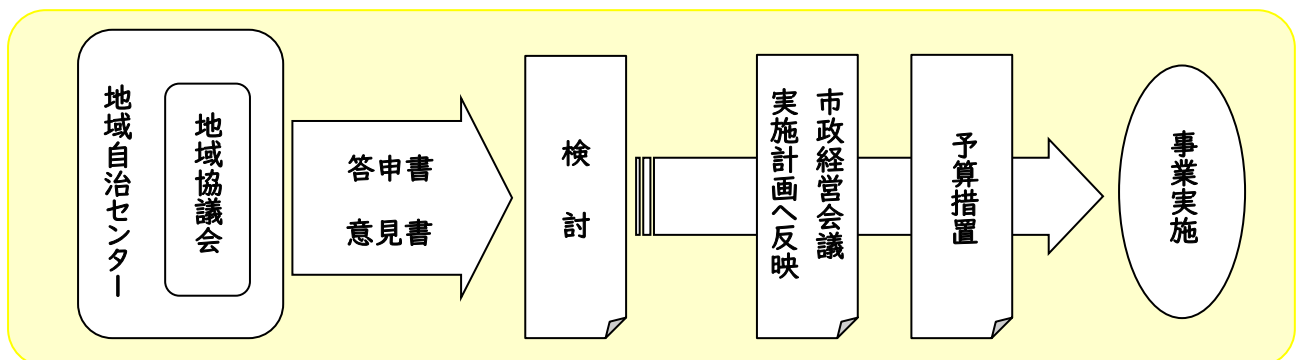 地域自治センター
地域協議会
答申書
意見書
検討
市政経営会議
実施計画へ反映
予算措置
事業実施